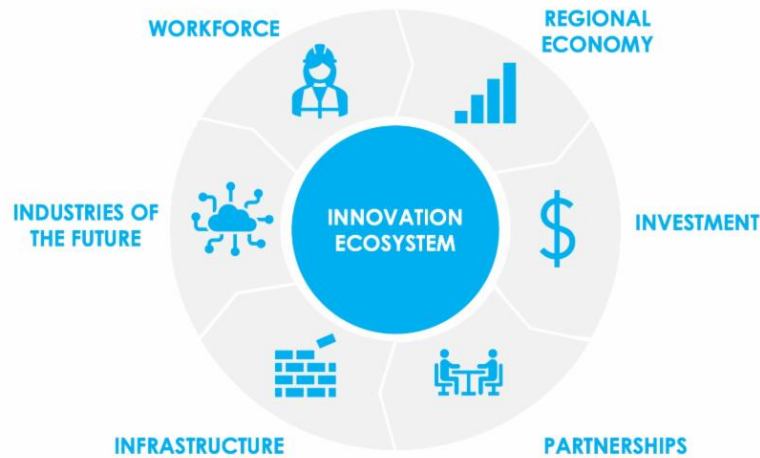 WORKFORCE
REGIONAL
ECONOMY
INDUSTRIES OF
THE FUTURE
INNOVATION
ECOSYSTEM
$
INVESTMENT
INFRASTRUCTURE
PARTNERSHIPS